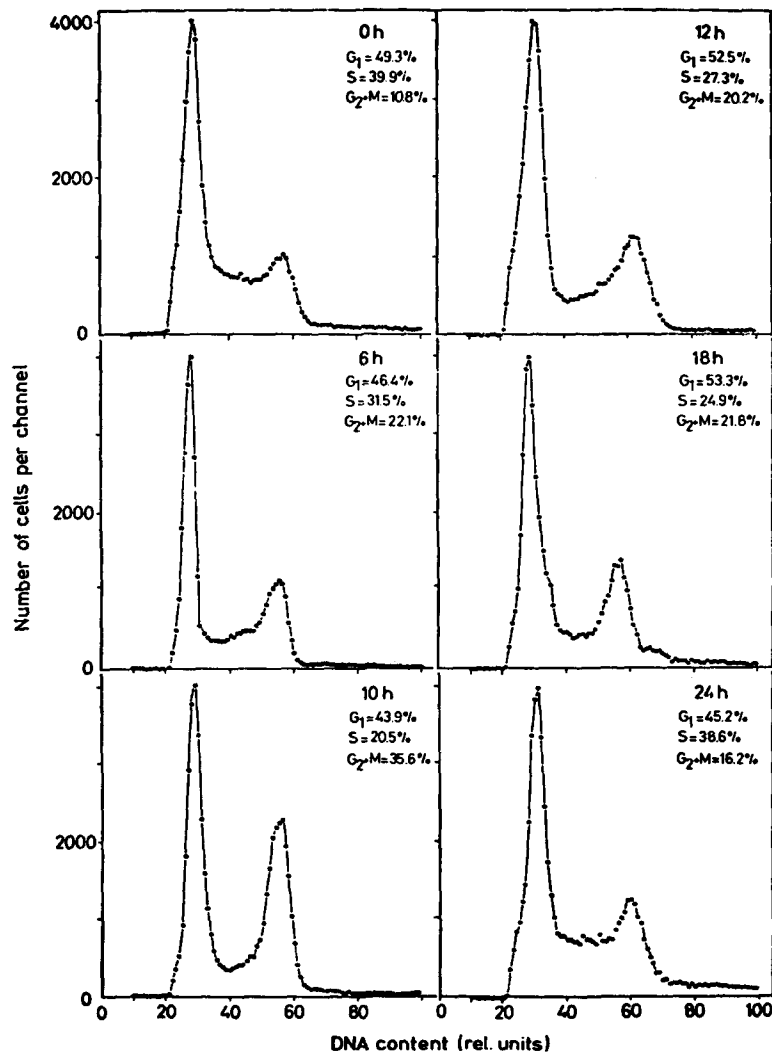 4000
2000
0
0h
G1=49.3%
S=39.9%
G2+M=10.8%
12h
G1=52.5%
S=27.3%
G2+M=20.2%
2000
0
6h
G1=46.4%
S=31.5%
G2+M=22.1%
18h
G1=53.3%
S=24.9%
G2+M=21.8%
2000
0
10h
G1=43.9%
S=20.5%
G2+M=35.6%
24h
G1=45.2%
S=38.6%
G2+M=16.2%
0 20 40 60 80
0 20 40 60 80 100
Number of cells per channel
DNA content (rel. units)